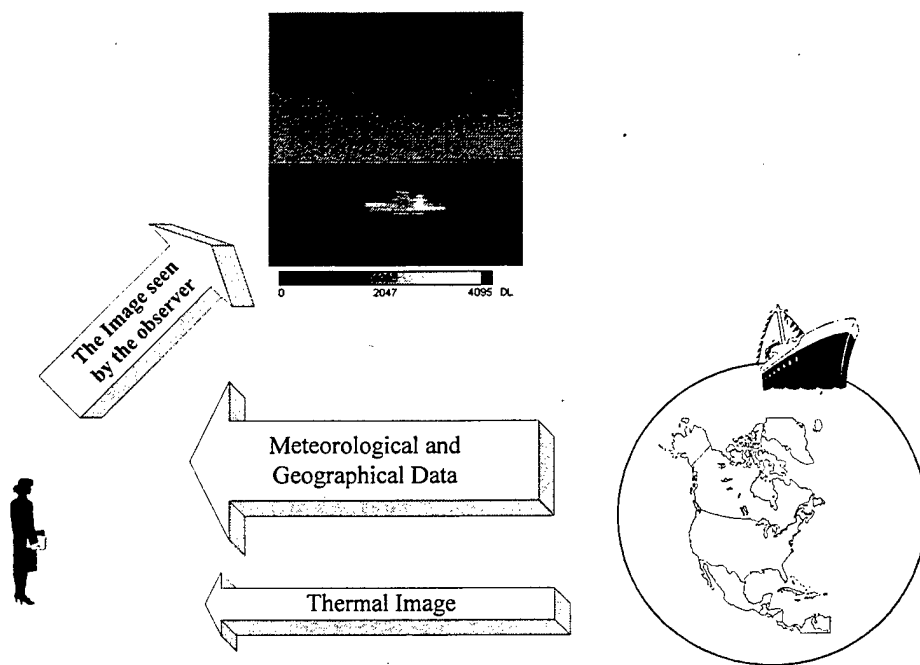 0 2047 4095 DL
The Image seen
by the observer
Meteorological and
Geographical Data
Thermal Image